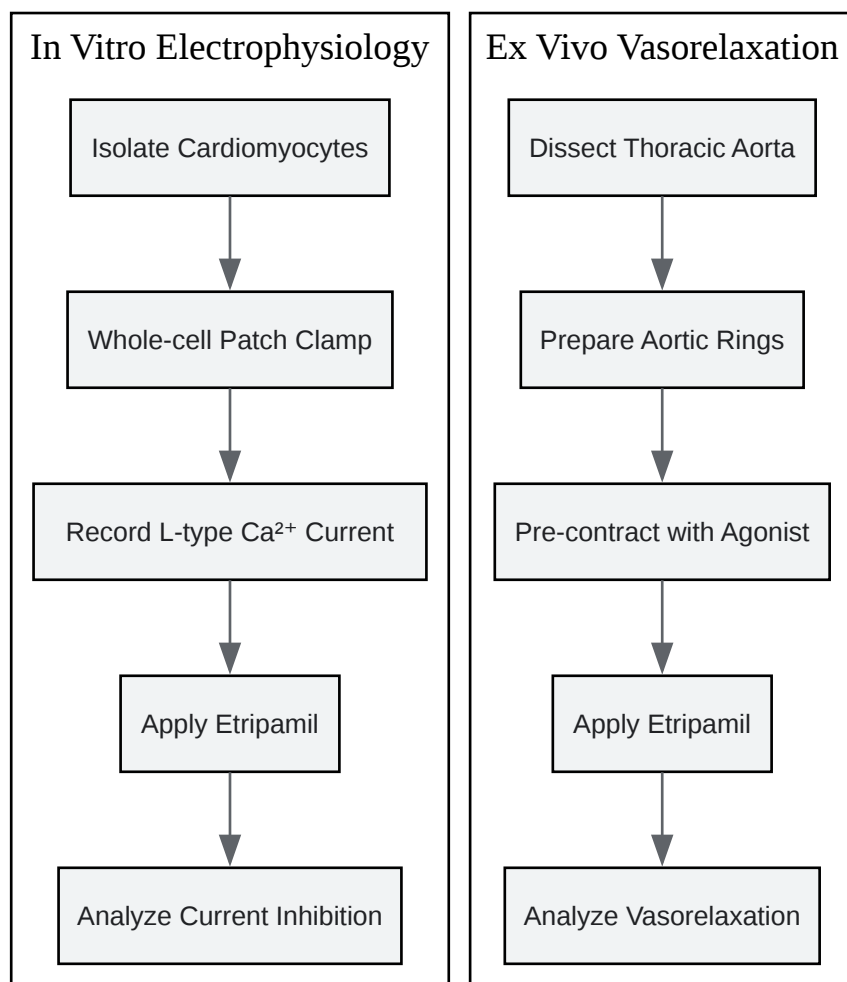 In Vitro Electrophysiology
Isolate Cardiomyocytes
Whole-cell Patch Clamp
Record L-type Ca²⁺ Current
Apply Etripamil
Analyze Current Inhibition
Ex Vivo Vasorelaxation
Dissect Thoracic Aorta
Prepare Aortic Rings
Pre-contract with Agonist
Apply Etripamil
Analyze Vasorelaxation